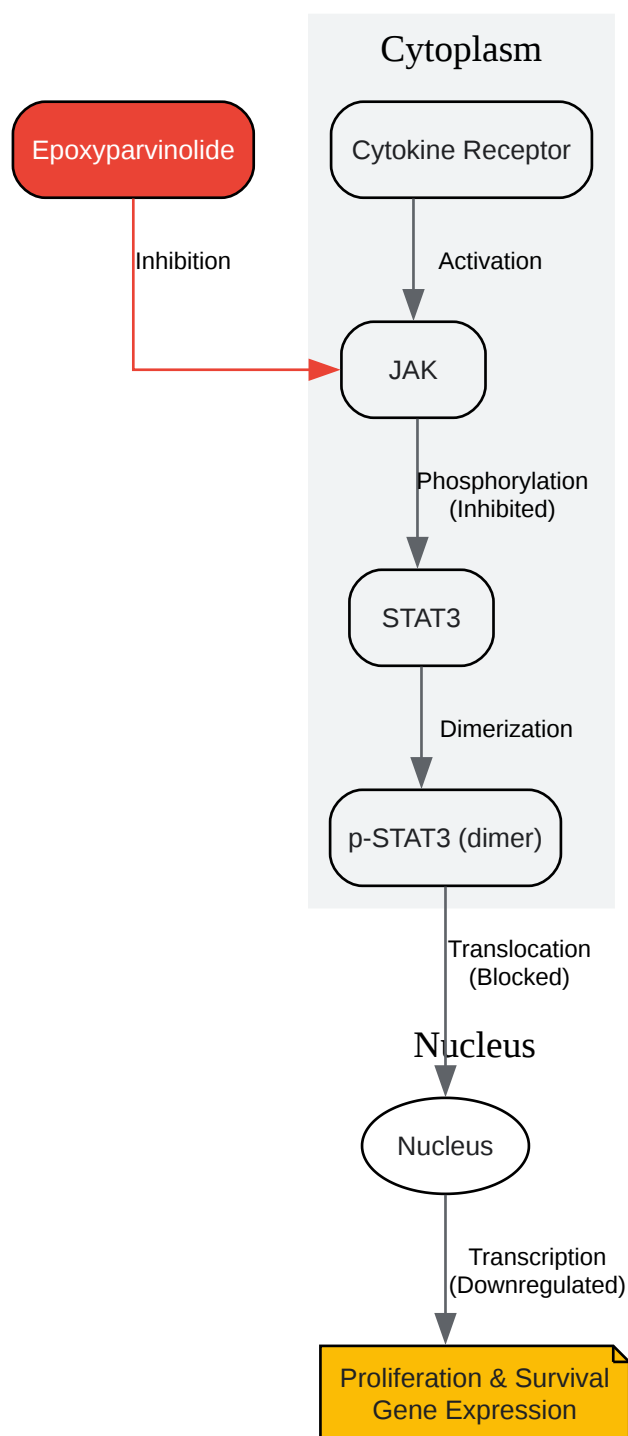 Cytoplasm
Epoxyparvinolide
Cytokine Receptor
Inhibition
Activation
JAK
Phosphorylation
(Inhibited)
STAT3
Dimerization
p-STAT3 (dimer)
Translocation
(Blocked)
Nucleus
Nucleus
Transcription
(Downregulated)
Proliferation & Survival
Gene Expression